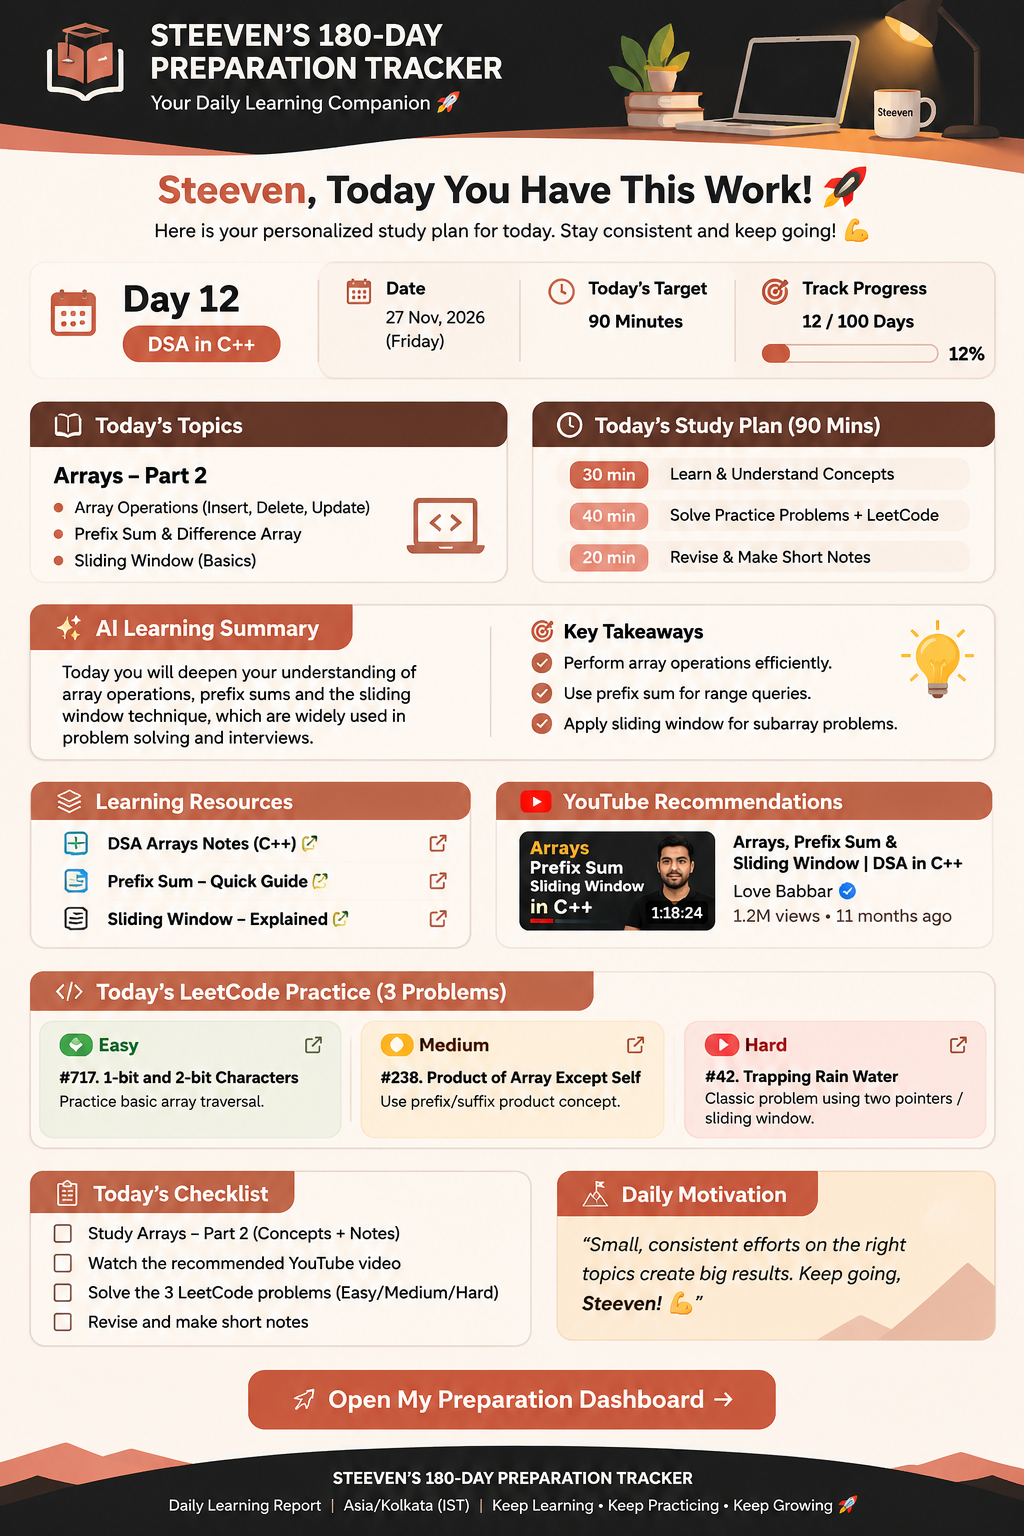 STEEVEN'S 180-DAY
PREPARATION TRACKER
Your Daily Learning Companion 🚀
Steeven
Steeven, Today You Have This Work! 🚀
Here is your personalized study plan for today. Stay consistent and keep going! 💪
Day 12
DSA in C++
Date
27 Nov, 2026
(Friday)
Today's Target
90 Minutes
Track Progress
12 / 100 Days
12%
Today's Topics
Arrays – Part 2
Array Operations (Insert, Delete, Update)
Prefix Sum & Difference Array
Sliding Window (Basics)
Today's Study Plan (90 Mins)
30 min Learn & Understand Concepts
40 min Solve Practice Problems + LeetCode
20 min Revise & Make Short Notes
AI Learning Summary
Today you will deepen your understanding of
array operations, prefix sums and the sliding
window technique, which are widely used in
problem solving and interviews.
Key Takeaways
Perform array operations efficiently.
Use prefix sum for range queries.
Apply sliding window for subarray problems.
Learning Resources
DSA Arrays Notes (C++)
Prefix Sum – Quick Guide
Sliding Window – Explained
YouTube Recommendations
Arrays
Prefix Sum
Sliding Window
in C++
1:18:24
Arrays, Prefix Sum &
Sliding Window | DSA in C++
Love Babbar
1.2M views • 11 months ago
</> Today's LeetCode Practice (3 Problems)
Easy
#717. 1-bit and 2-bit Characters
Practice basic array traversal.
Medium
#238. Product of Array Except Self
Use prefix/suffix product concept.
Hard
#42. Trapping Rain Water
Classic problem using two pointers /
sliding window.
Today's Checklist
Study Arrays – Part 2 (Concepts + Notes)
Watch the recommended YouTube video
Solve the 3 LeetCode problems (Easy/Medium/Hard)
Revise and make short notes
Daily Motivation
“Small, consistent efforts on the right
topics create big results. Keep going,
Steeven! 💪”
Open My Preparation Dashboard →
STEEVEN'S 180-DAY PREPARATION TRACKER
Daily Learning Report | Asia/Kolkata (IST) | Keep Learning • Keep Practicing • Keep Growing 🚀